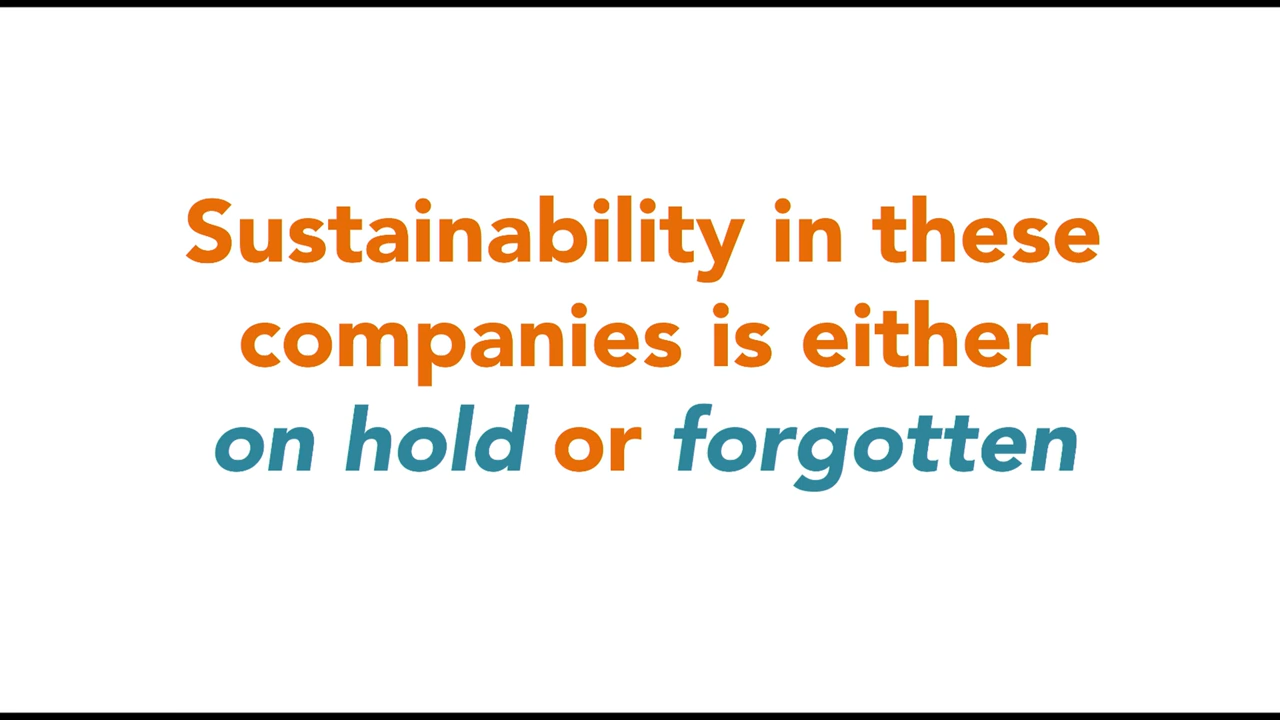 Sustainability in these
companies is either
on hold or forgotten